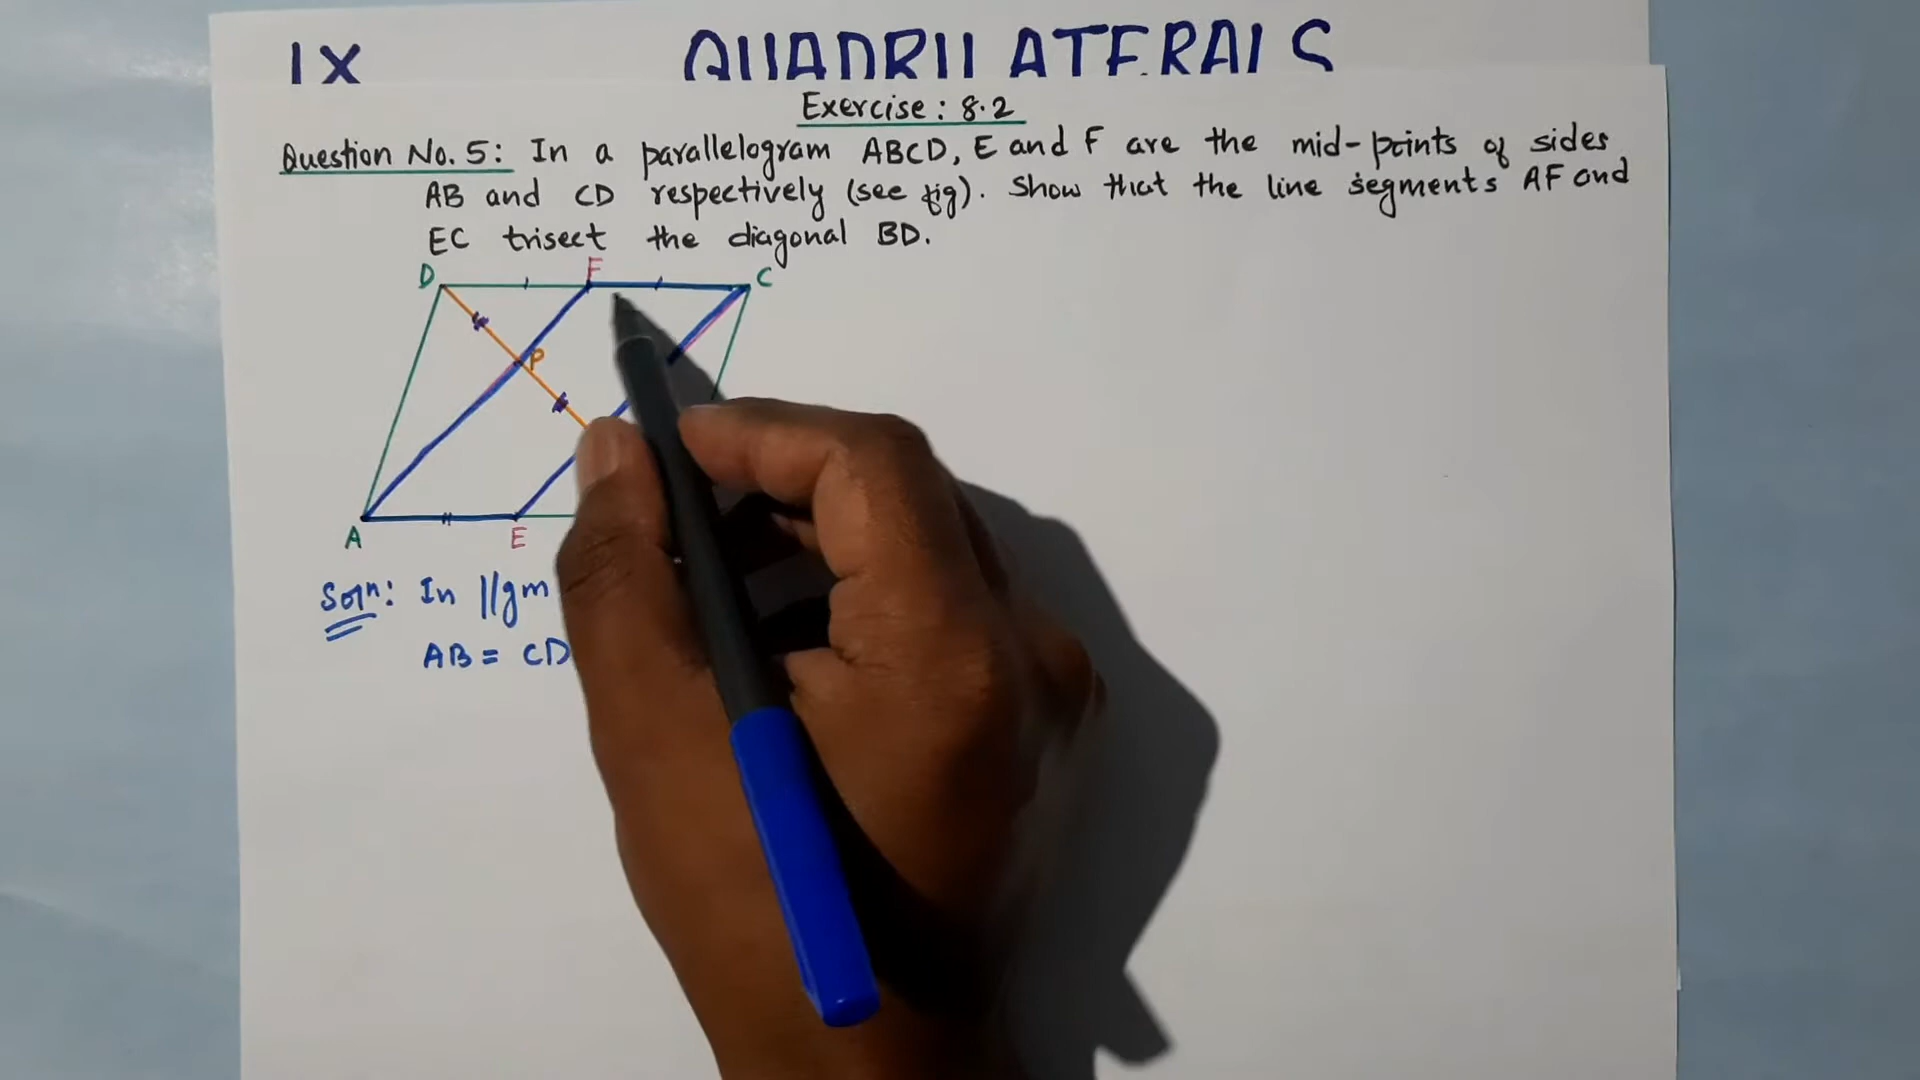 IX QUADRILATERALS
Exercise: 8.2
Question No. 5: In a parallelogram ABCD, E and F are the mid-points of sides
AB and CD respectively (see fig). Show that the line segments AF and
EC trisect the diagonal BD.
D F C
P
A E
Soln: In ||gm
AB = CD